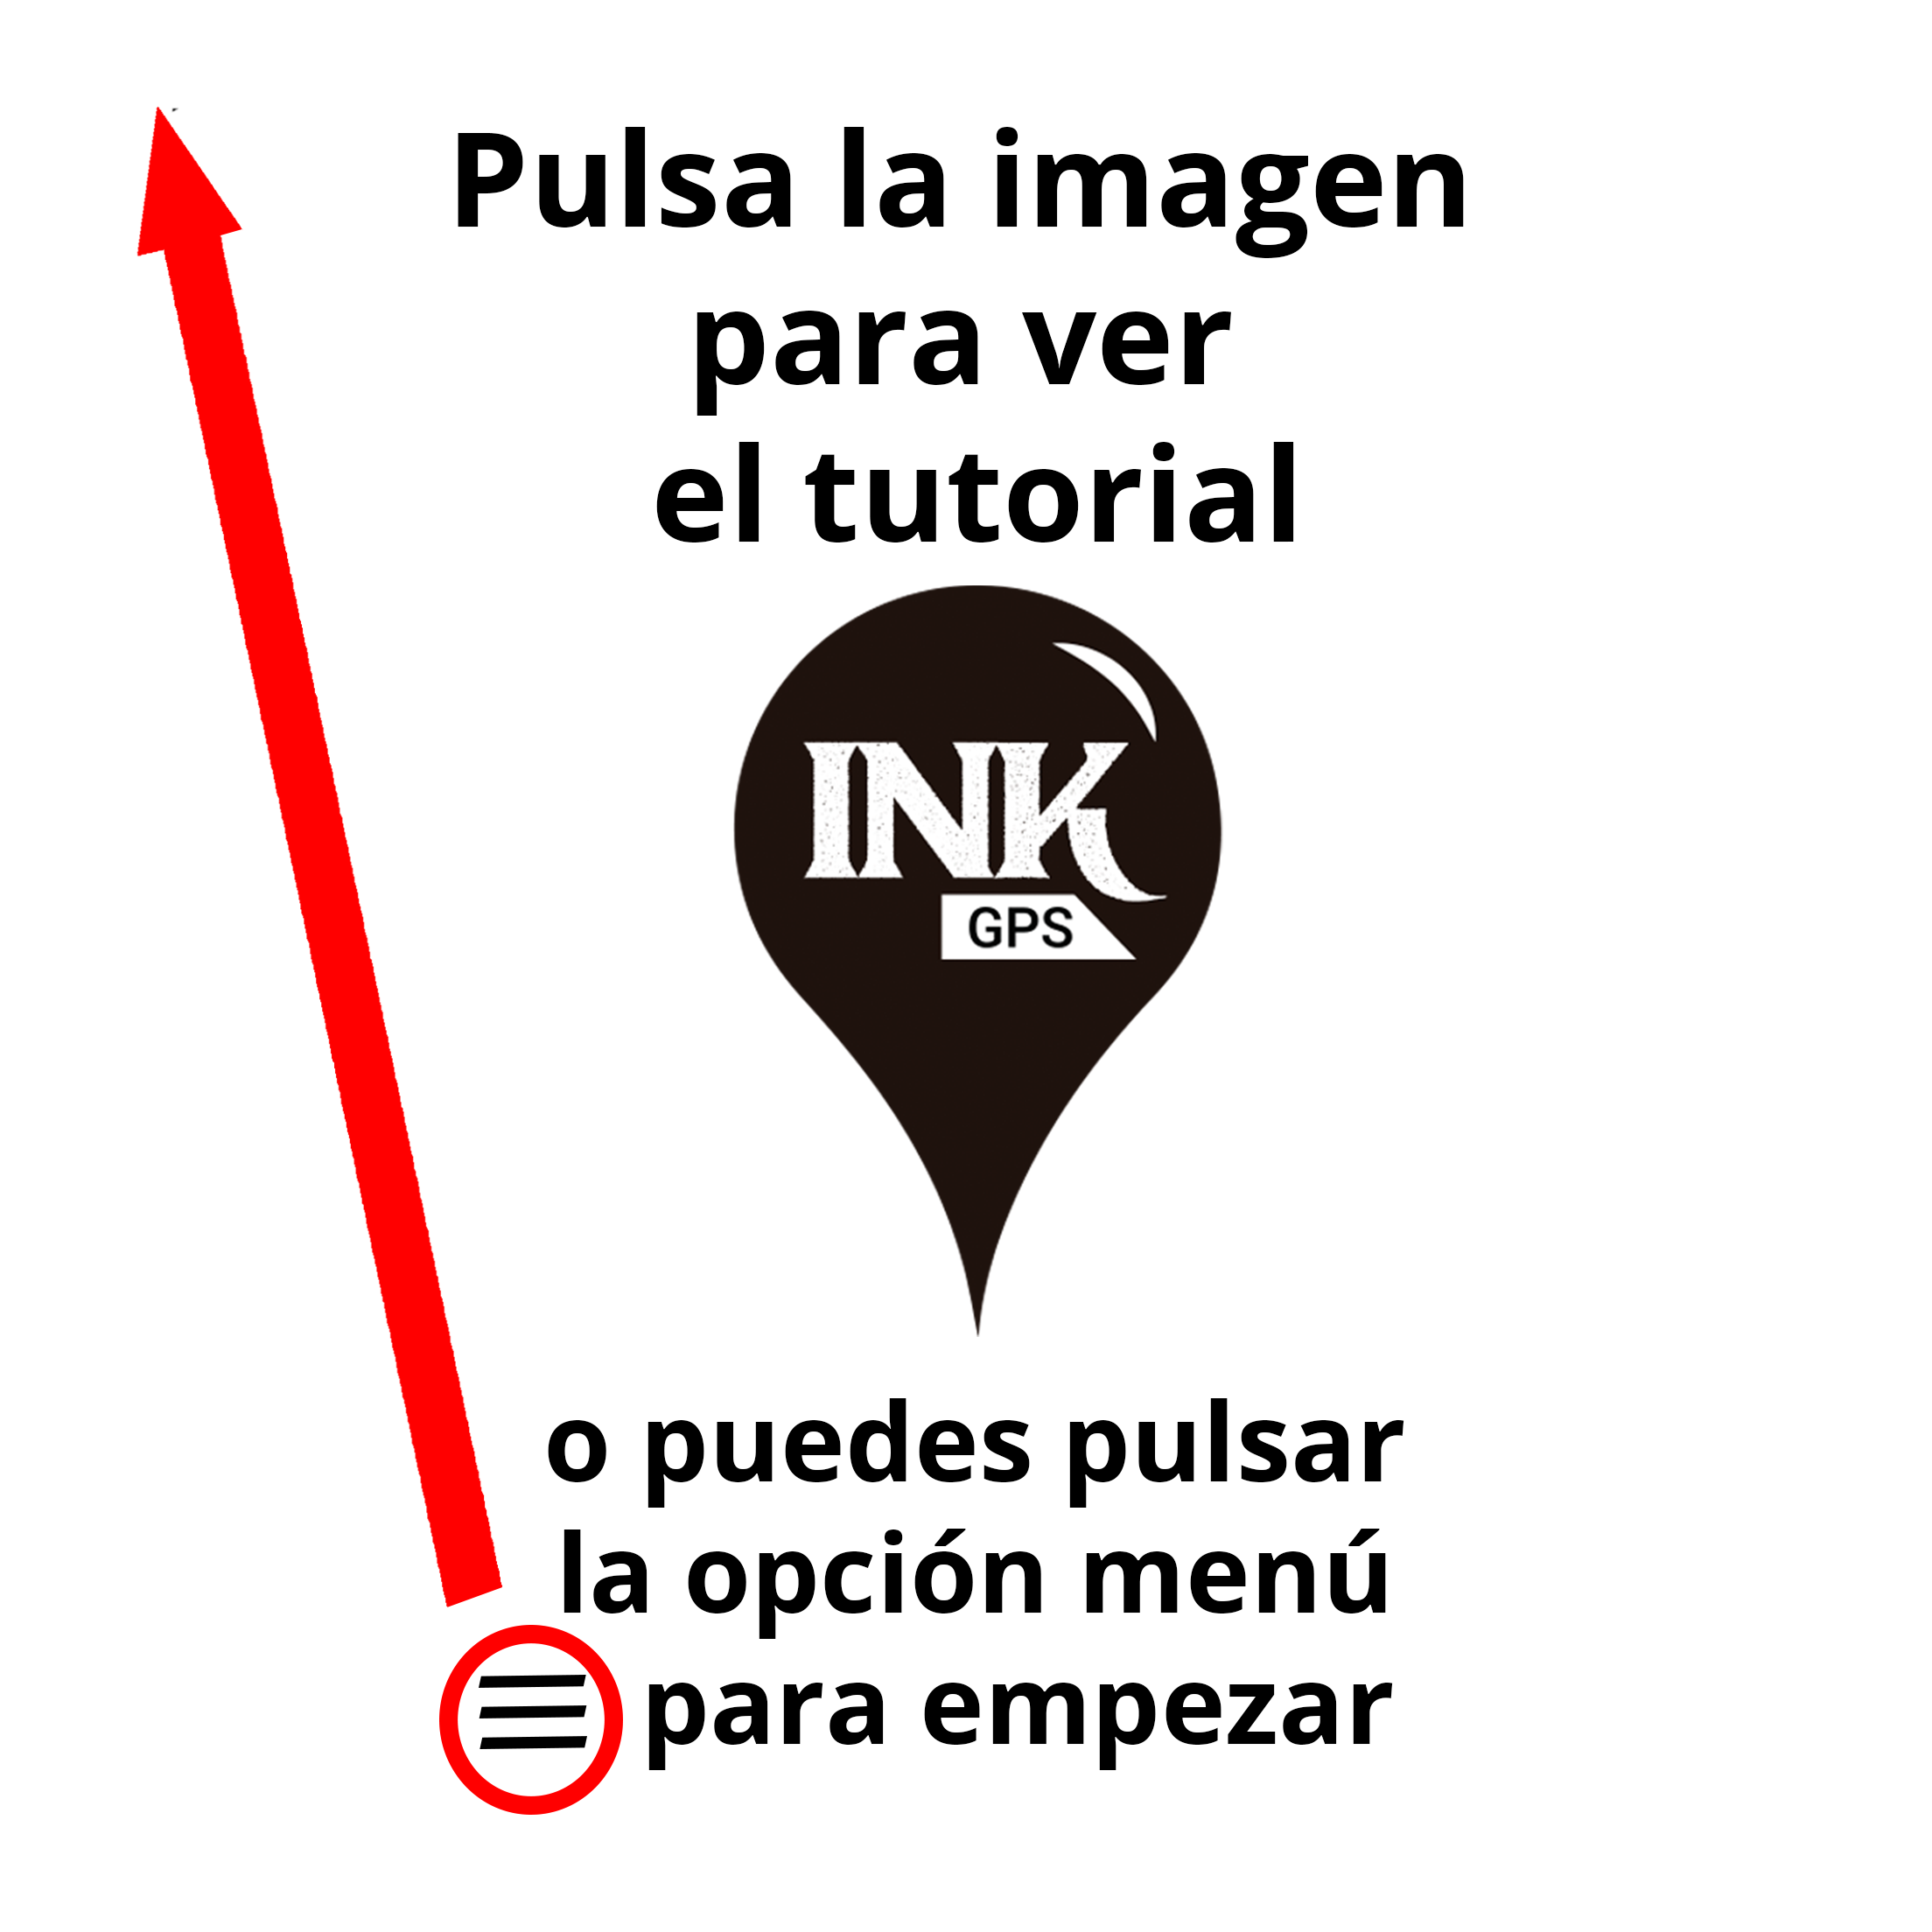 Pulsa la imagen
para ver
el tutorial
INK
GPS
o puedes pulsar
la opción menú
para empezar